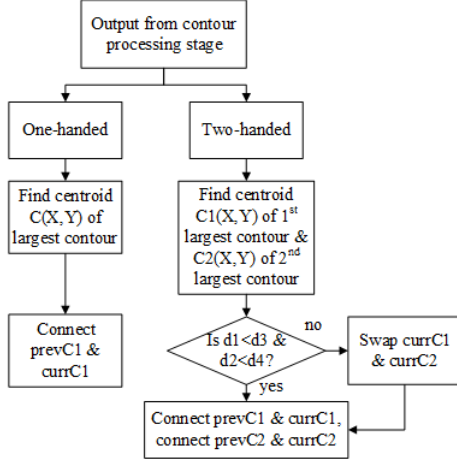 Output from contour
processing stage
One-handed
Two-handed
Find centroid
C(X,Y) of
largest contour
Find centroid
C1(X,Y) of 1st
largest contour &
C2(X,Y) of 2nd
largest contour
Connect
prevC1 &
currC1
Is d1<d3 &
d2<d4?
no
Swap currC1
& currC2
yes
Connect prevC1 & currC1,
connect prevC2 & currC2